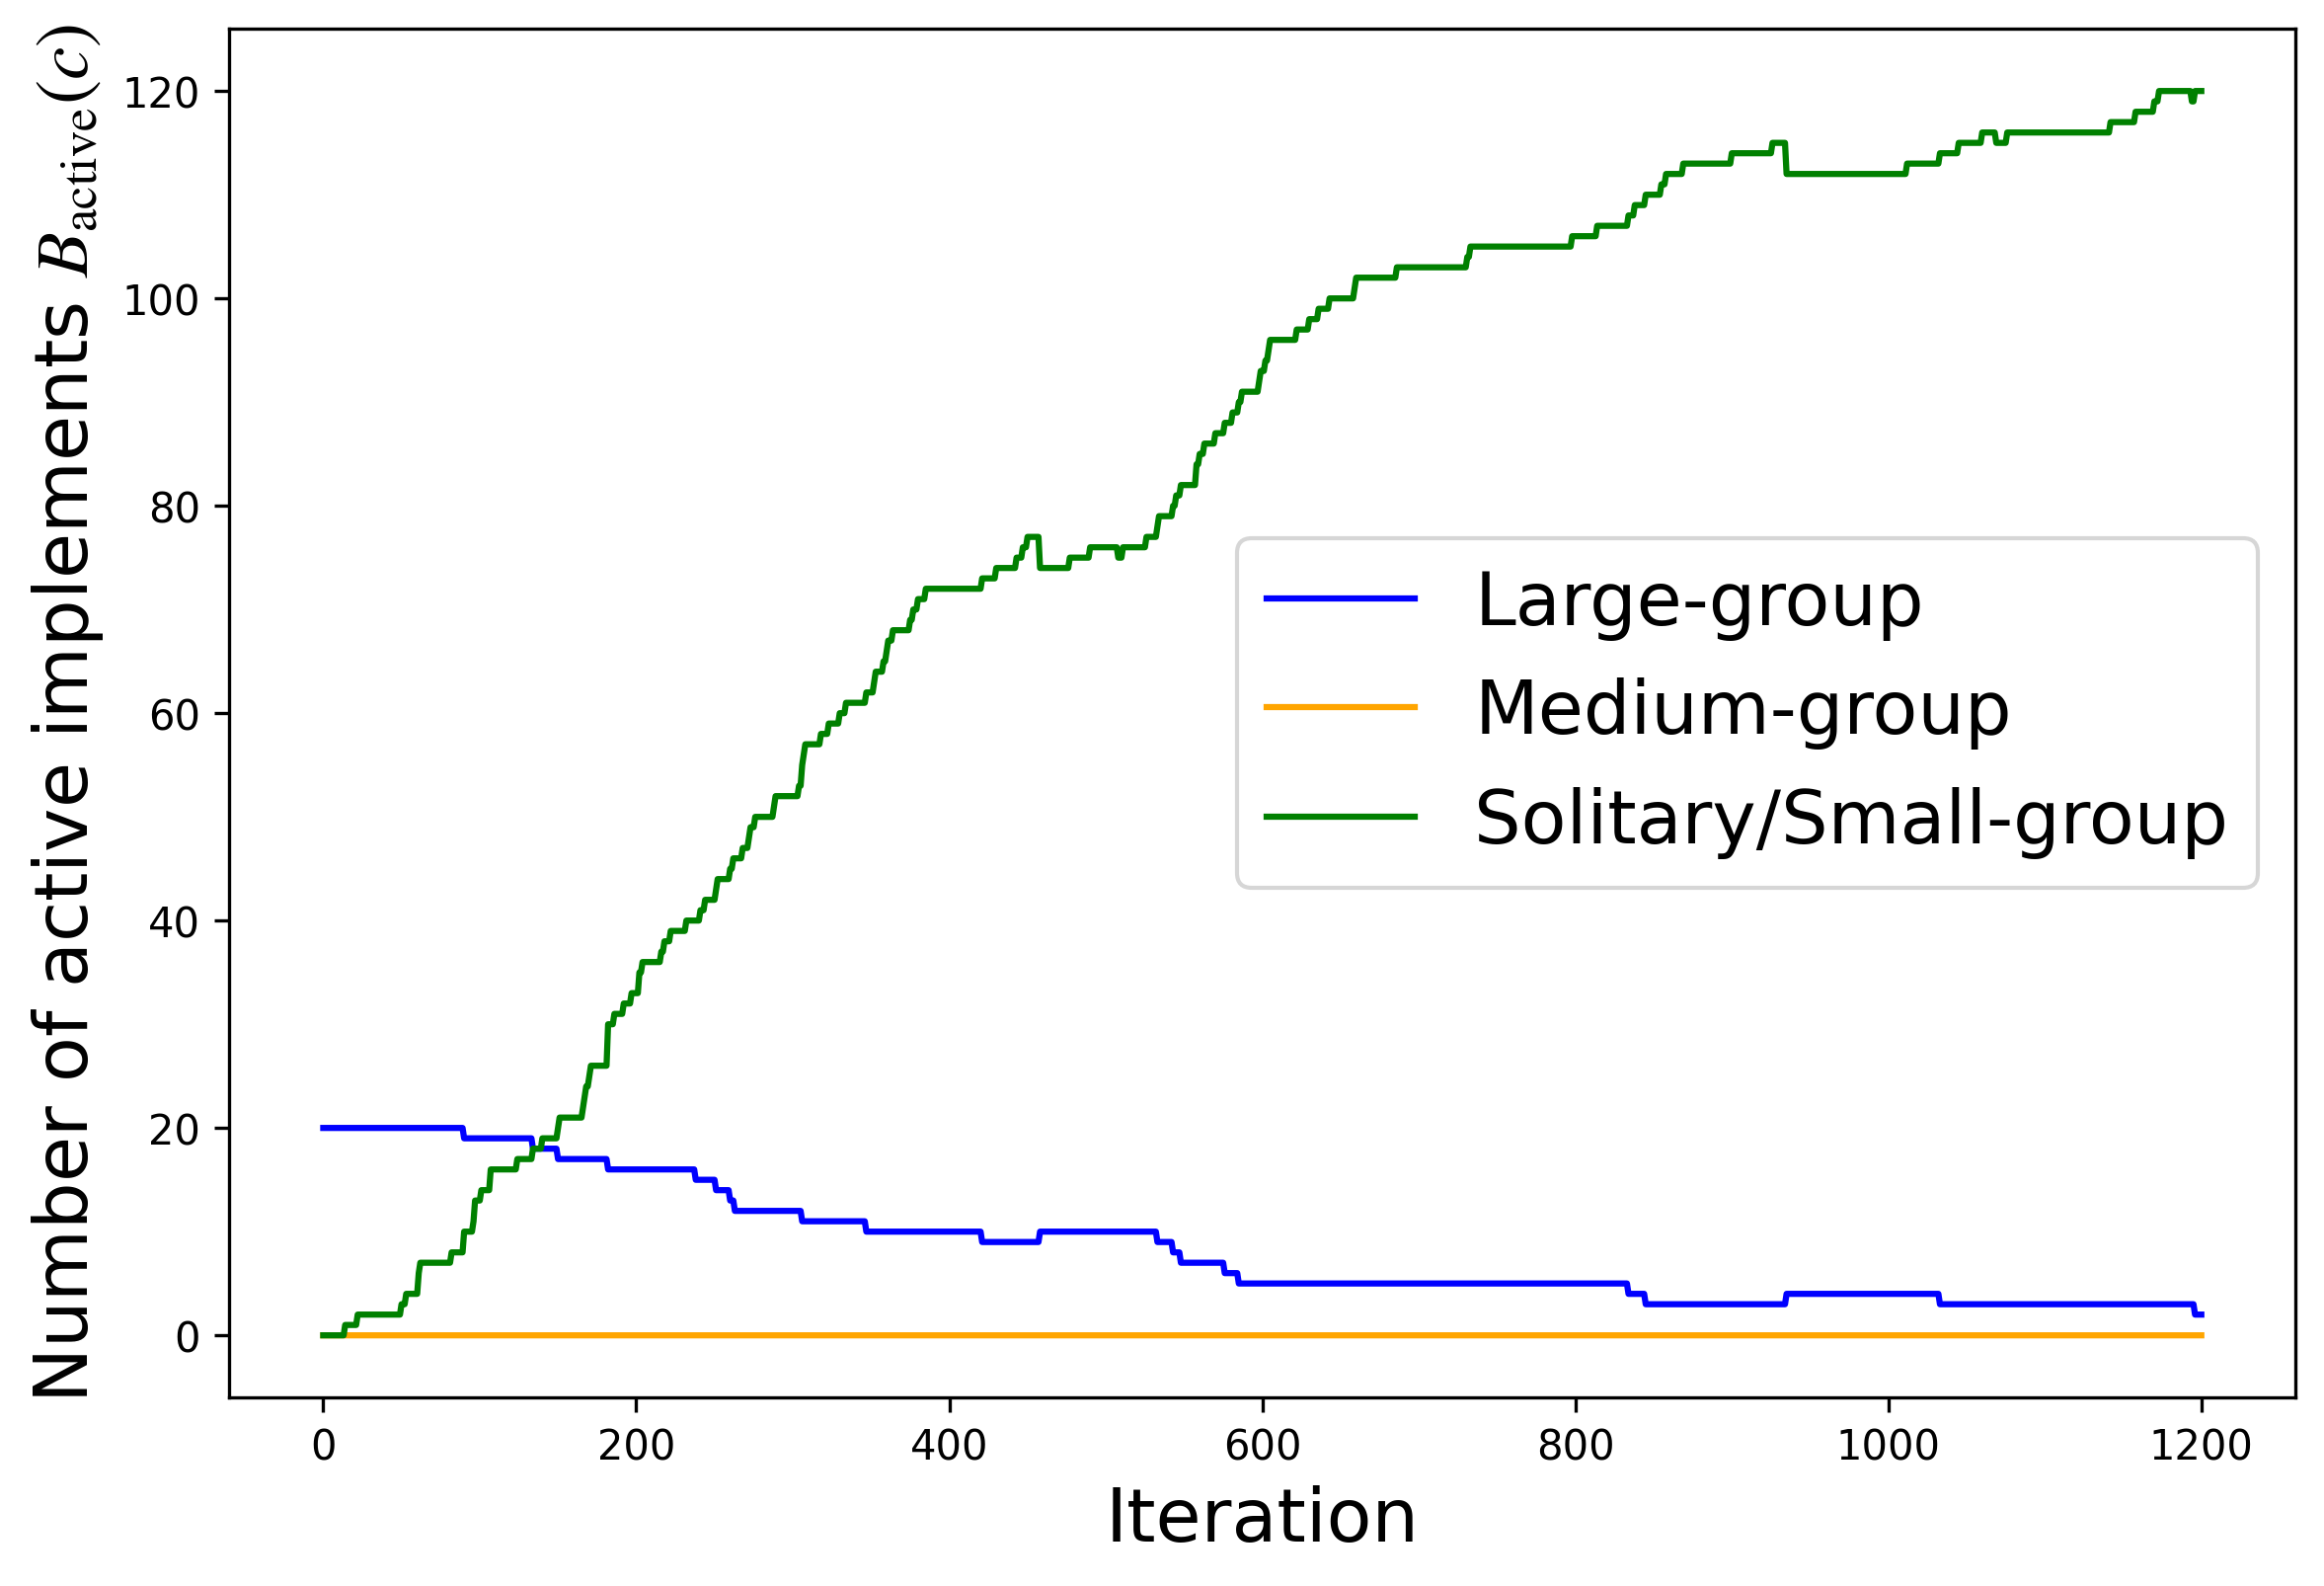 Number of active implements B_active(c)
120
100
80
60
40
20
0
Large-group
Medium-group
Solitary/Small-group
0 200 400 600 800 1000 1200
Iteration